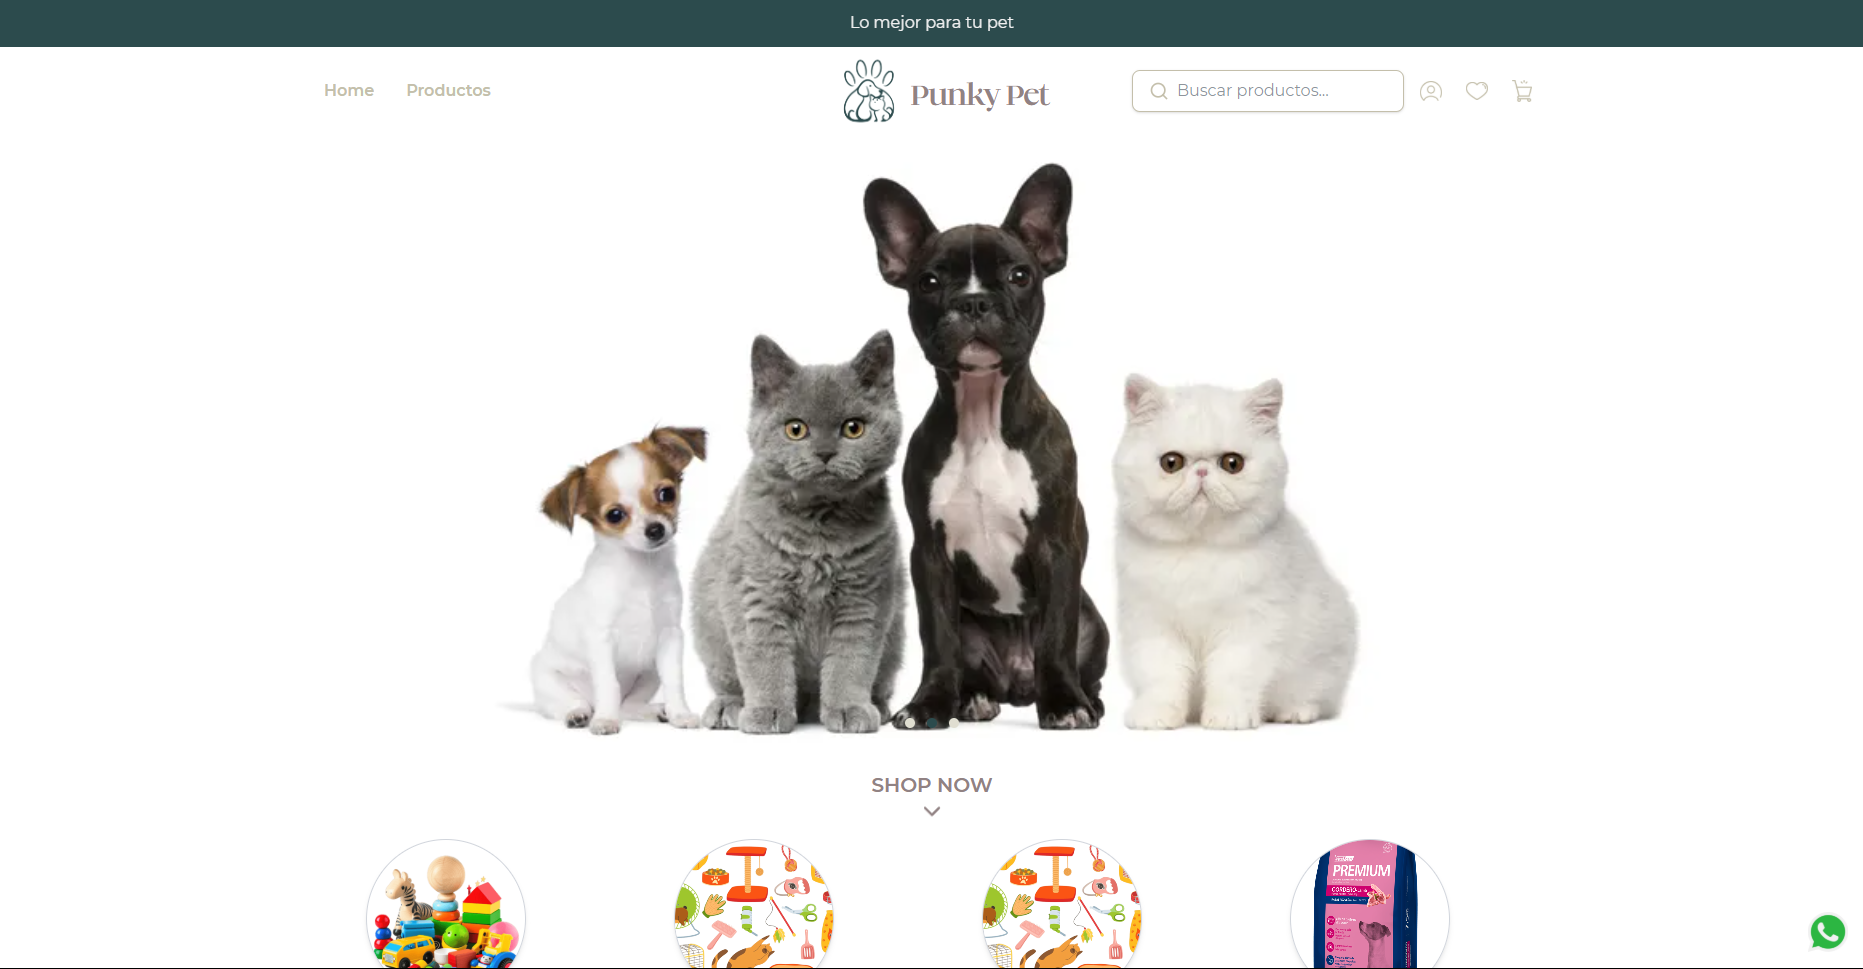 Lo mejor para tu pet
Home
Productos
Punky Pet
Buscar productos...
SHOP NOW
PREMIUM
CORDERO